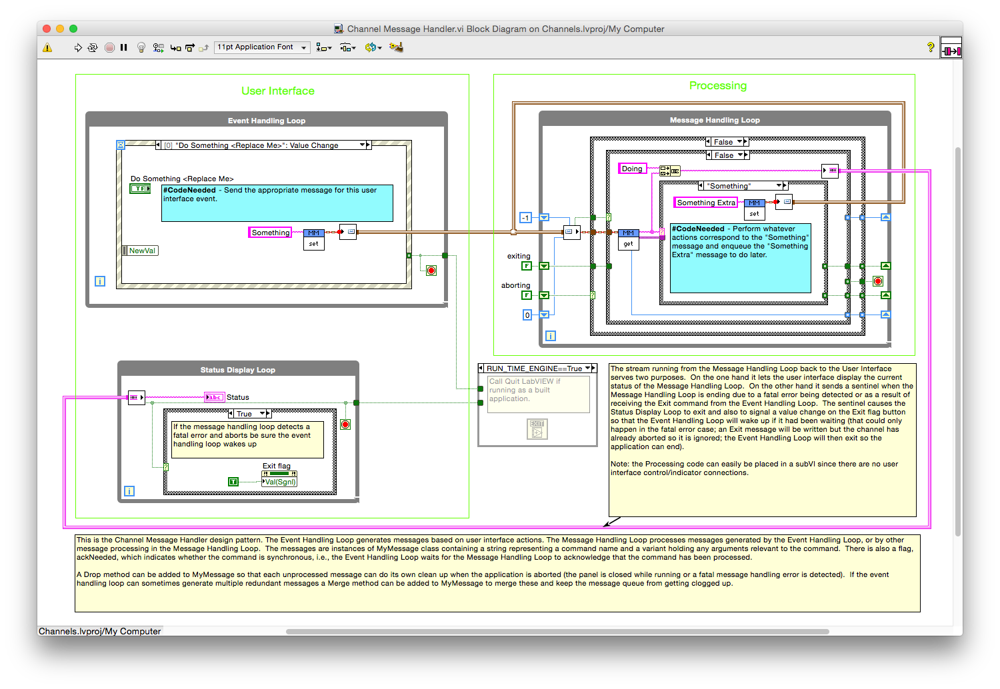 Channel Message Handler.vi Block Diagram on Channels.lvproj/My Computer
11pt Application Font
?
User Interface
Event Handling Loop
[0] "Do Something <Replace Me>": Value Change
Do Something <Replace Me>
TF
#CodeNeeded - Send the appropriate message for this user
interface event.
Something
MM
set
NewVal
i
Processing
Message Handling Loop
False
False
Doing
"Something"
Something Extra
MM
set
-1
MM
get
#CodeNeeded - Perform whatever
actions correspond to the "Something"
message and enqueue the "Something
Extra" message to do later.
exiting
F
aborting
F
0
i
Status Display Loop
abc
Status
True
If the message handling loop detects a
fatal error and aborts be sure the event
handling loop wakes up
Exit flag
T
Val(Sgnl)
i
RUN_TIME_ENGINE==True
Call Quit LabVIEW if
running as a built
application.
EXIT
The stream running from the Message Handling Loop back to the User Interface
serves two purposes.  On the one hand it lets the user interface display the current
status of the Message Handling Loop.  On the other hand it sends a sentinel when the
Message Handling Loop is ending due to a fatal error being detected or as a result of
receiving the Exit command from the Event Handling Loop.  The sentinel causes the
Status Display Loop to exit and also to signal a value change on the Exit flag button
so that the Event Handling Loop will wake up if it had been waiting (that could only
happen in the fatal error case; an Exit message will be written but the channel has
already aborted so it is ignored; the Event Handling Loop will then exit so the
application can end).
Note: the Processing code can easily be placed in a subVI since there are no user
interface control/indicator connections.
This is the Channel Message Handler design pattern. The Event Handling Loop generates messages based on user interface actions. The Message Handling Loop processes messages generated by the Event Handling Loop, or by other
message processing in the Message Handling Loop.  The messages are instances of MyMessage class containing a string representing a command name and a variant holding any arguments relevant to the command.  There is also a flag,
ackNeeded, which indicates whether the command is synchronous, i.e., the Event Handling Loop waits for the Message Handling Loop to acknowledge that the command has been processed.
A Drop method can be added to MyMessage so that each unprocessed message can do its own clean up when the application is aborted (the panel is closed while running or a fatal message handling error is detected).  If the event
handling loop can sometimes generate multiple redundant messages a Merge method can be added to MyMessage to merge these and keep the message queue from getting clogged up.
Channels.lvproj/My Computer